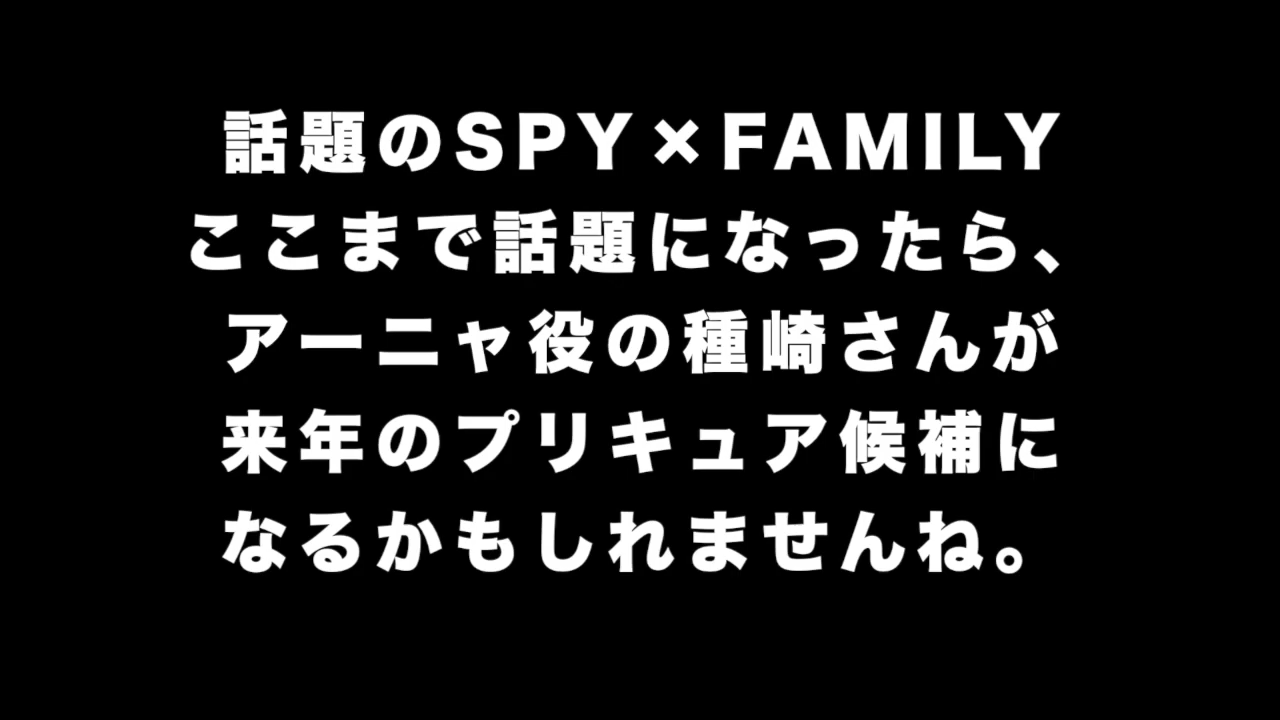 話題のSPY×FAMILY
ここまで話題になったら、
アーニャ役の種崎さんが
来年のプリキュア候補に
なるかもしれませんね。